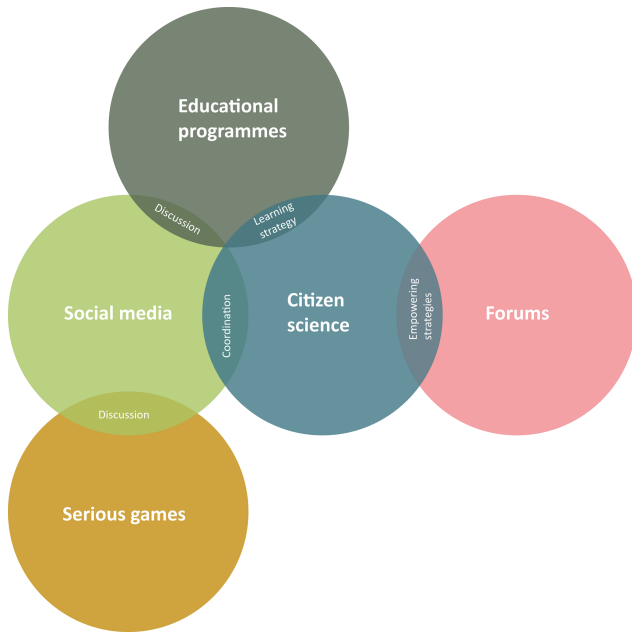 Educational
programmes
Discussion
Learning
strategy
Social media
Coordination
Citizen
science
Empowering
strategies
Forums
Discussion
Serious games